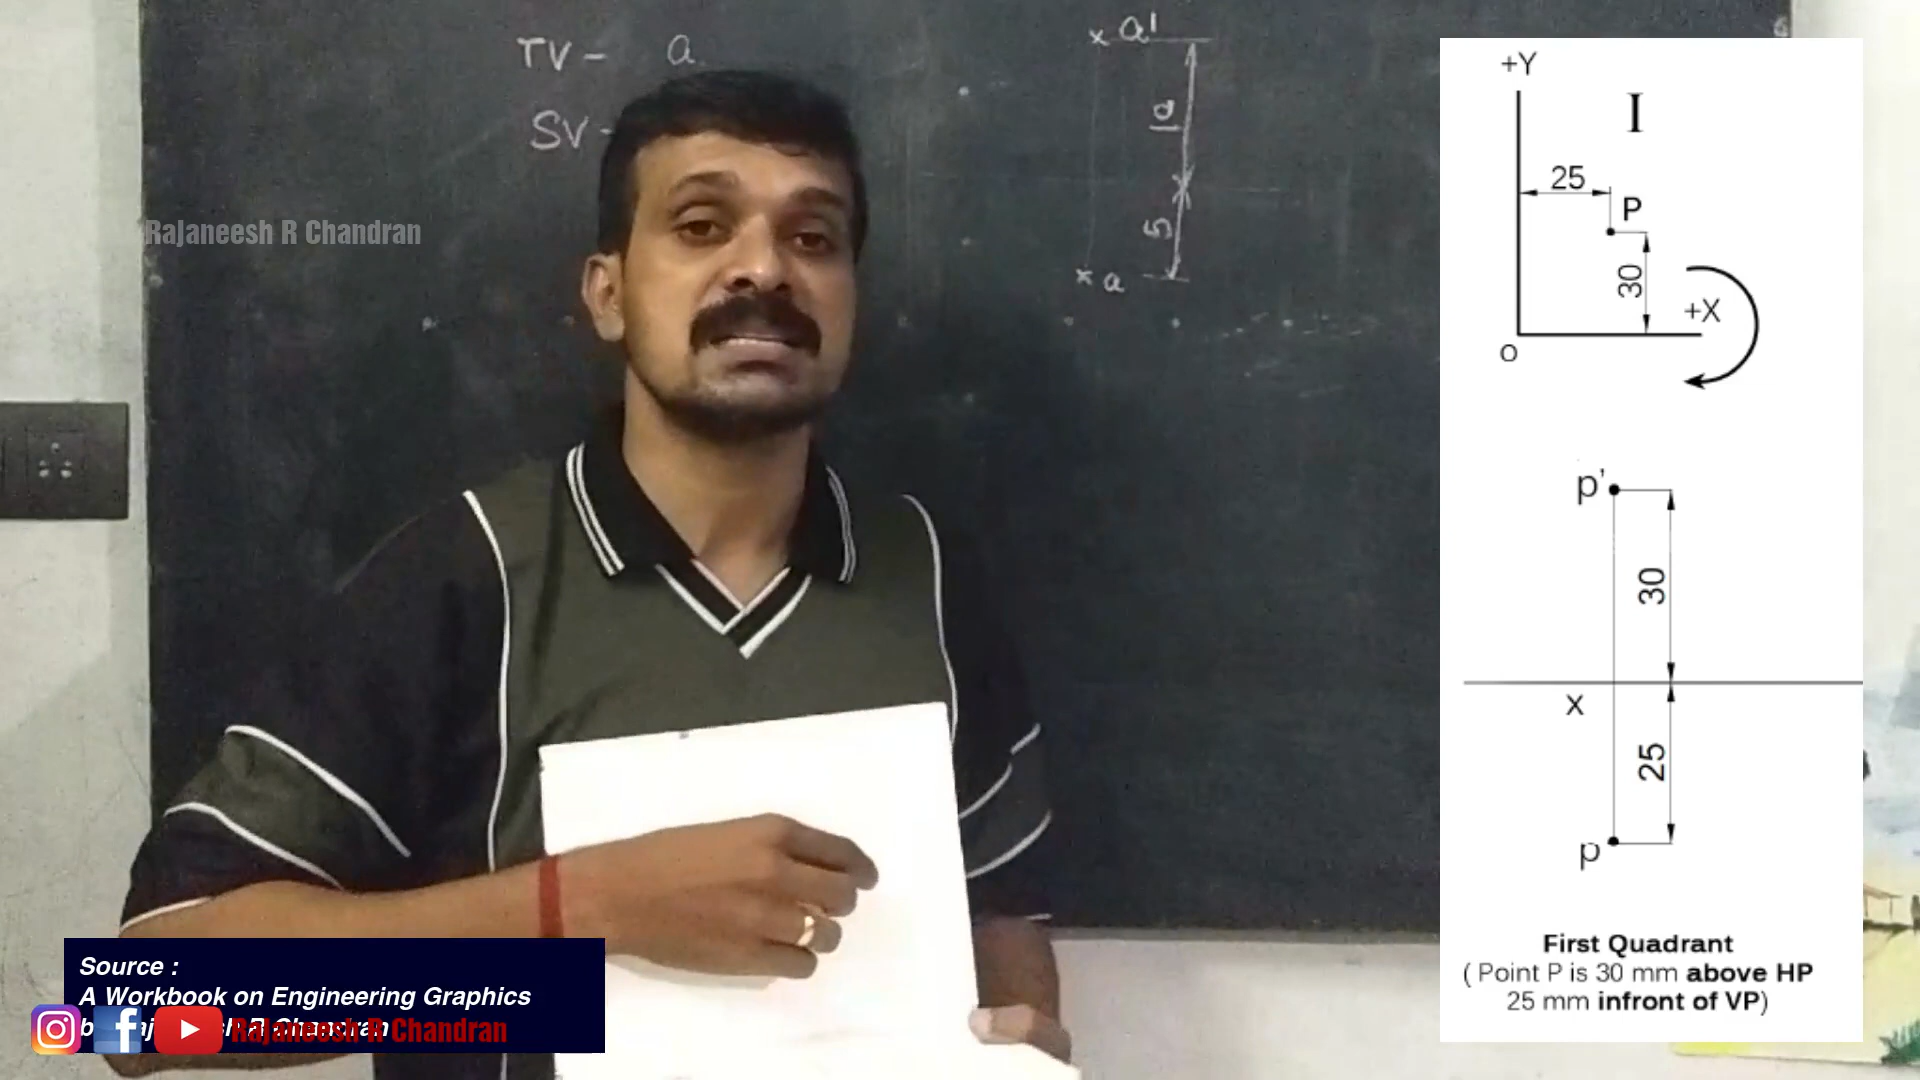 TV - a
SV -
a'
d
5
a
Rajaneesh R Chandran
+Y
I
25
P
30
+X
O
p'
30
X
25
p
First Quadrant
( Point P is 30 mm above HP
25 mm infront of VP)
Source :
A Workbook on Engineering Graphics
Rajaneesh R Chandran